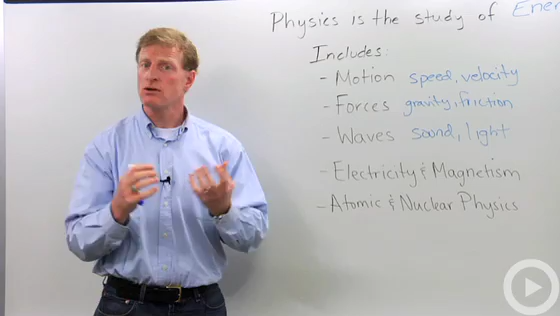 Physics is the study of Ener
Includes:
- Motion speed, velocity
- Forces gravity, friction
- Waves sound, light
- Electricity & Magnetism
- Atomic & Nuclear Physics